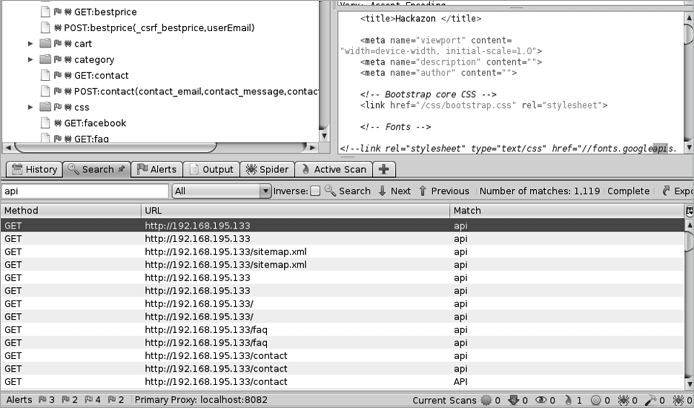 GET:bestprice
POST:bestprice(_csrf_bestprice,userEmail)
cart
category
GET:contact
POST:contact(contact_email,contact_message,contact
css
GET:facebook
GET:faq
Vary: Accept-Encoding
<title>Hackazon </title>
<meta name="viewport" content=
"width=device-width, initial-scale=1.0">
<meta name="description" content="">
<meta name="author" content="">
<!-- Bootstrap core CSS -->
<link href="/css/bootstrap.css" rel="stylesheet">
<!-- Fonts -->
<!--link rel="stylesheet" type="text/css" href="//fonts.googleapis.
History Search Alerts Output Spider Active Scan
api All Inverse: Search Next Previous Number of matches: 1,119 Complete Expo
Method URL Match
GET http://192.168.195.133 api
GET http://192.168.195.133 api
GET http://192.168.195.133/sitemap.xml api
GET http://192.168.195.133/sitemap.xml api
GET http://192.168.195.133 api
GET http://192.168.195.133 api
GET http://192.168.195.133/ api
GET http://192.168.195.133/ api
GET http://192.168.195.133/faq api
GET http://192.168.195.133/faq api
GET http://192.168.195.133/contact api
GET http://192.168.195.133/contact api
GET http://192.168.195.133/contact API
Alerts 3 2 4 2 Primary Proxy: localhost:8082 Current Scans 0 0 0 1 0 0 0 0